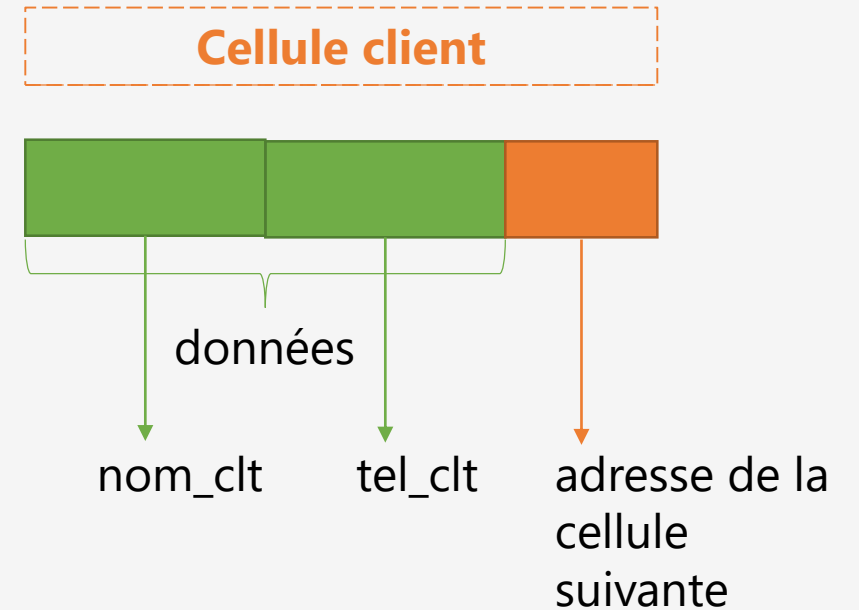 Cellule client
données
nom_clt
tel_clt
adresse de la
cellule
suivante